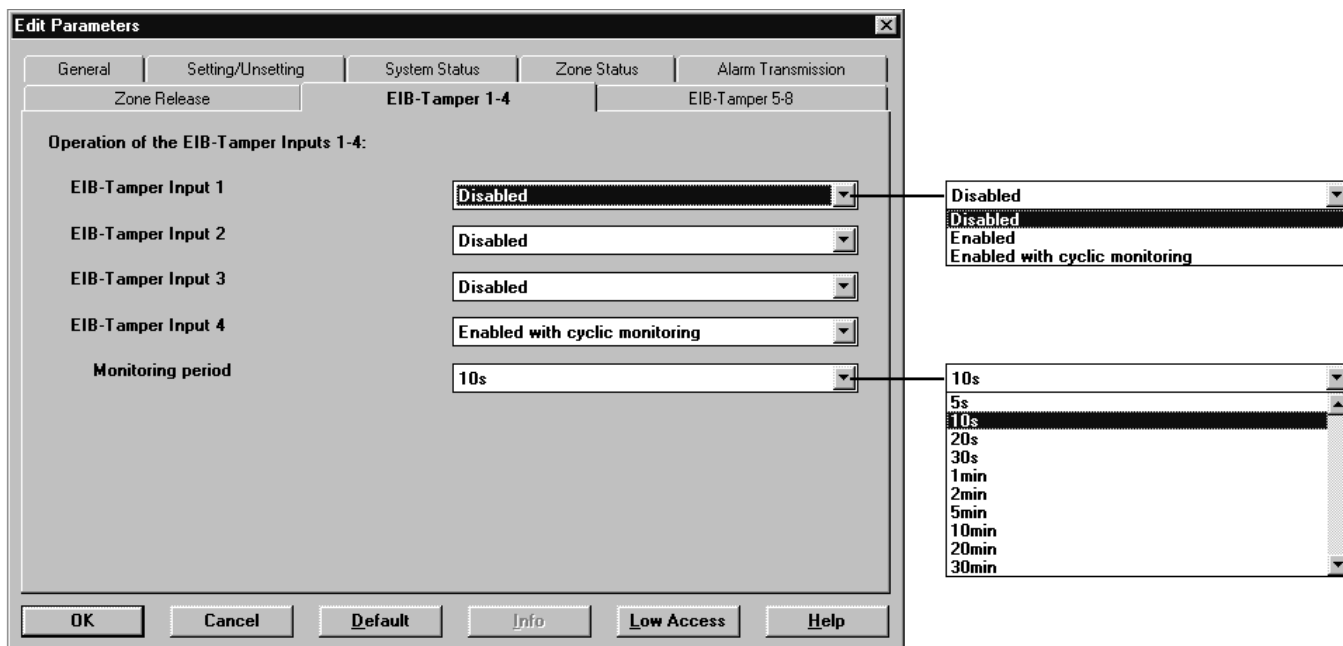 Edit Parameters
General Setting/Unsetting System Status Zone Status Alarm Transmission
Zone Release EIB-Tamper 1-4 EIB-Tamper 5-8
Operation of the EIB-Tamper Inputs 1-4:
EIB-Tamper Input 1 Disabled
EIB-Tamper Input 2 Disabled
EIB-Tamper Input 3 Disabled
EIB-Tamper Input 4 Enabled with cyclic monitoring
Monitoring period 10s
OK Cancel Default Info Low Access Help
Disabled
Disabled
Enabled
Enabled with cyclic monitoring
10s
5s
10s
20s
30s
1min
2min
5min
10min
20min
30min